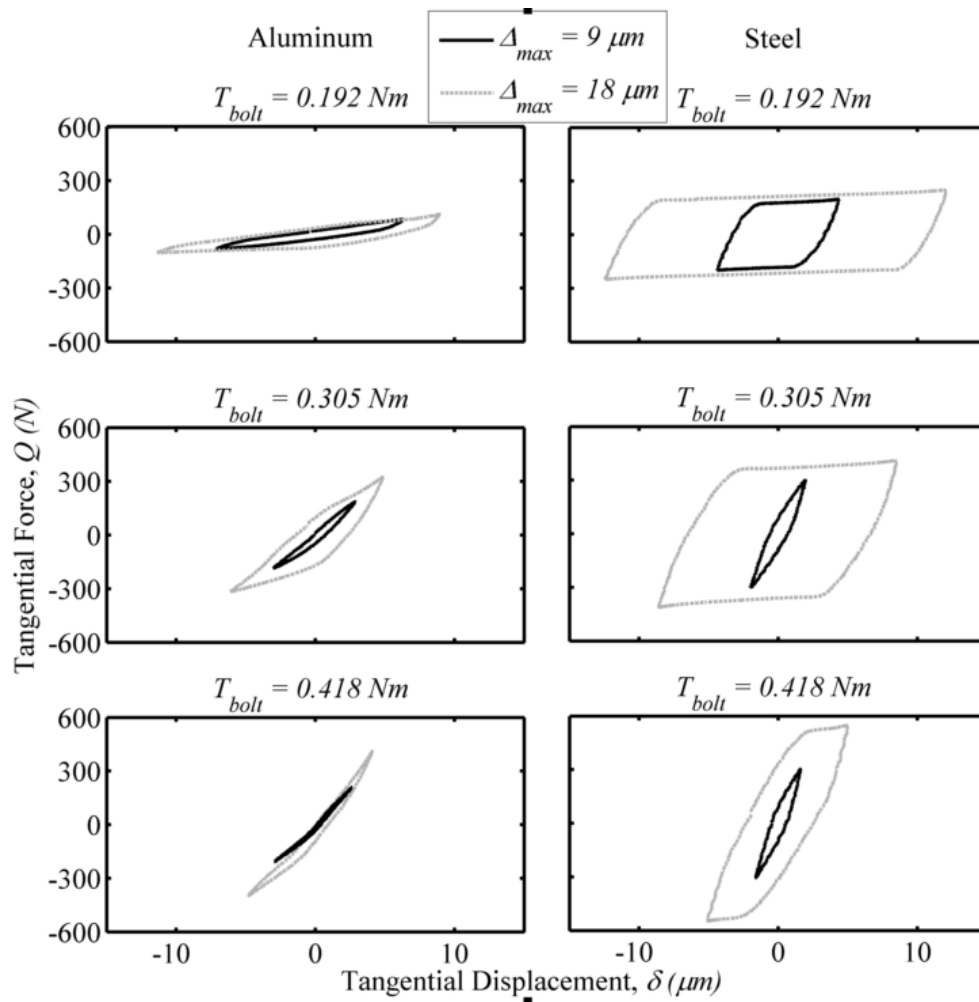 Aluminum
Δmax = 9 μm
Δmax = 18 μm
Steel
Tbolt = 0.192 Nm
Tbolt = 0.192 Nm
600
300
0
-300
-600
Tbolt = 0.305 Nm
Tbolt = 0.305 Nm
600
300
0
-300
-600
Tbolt = 0.418 Nm
Tbolt = 0.418 Nm
600
300
0
-300
-600
Tangential Force, Q (N)
-10 0 10
-10 0 10
Tangential Displacement, δ (μm)